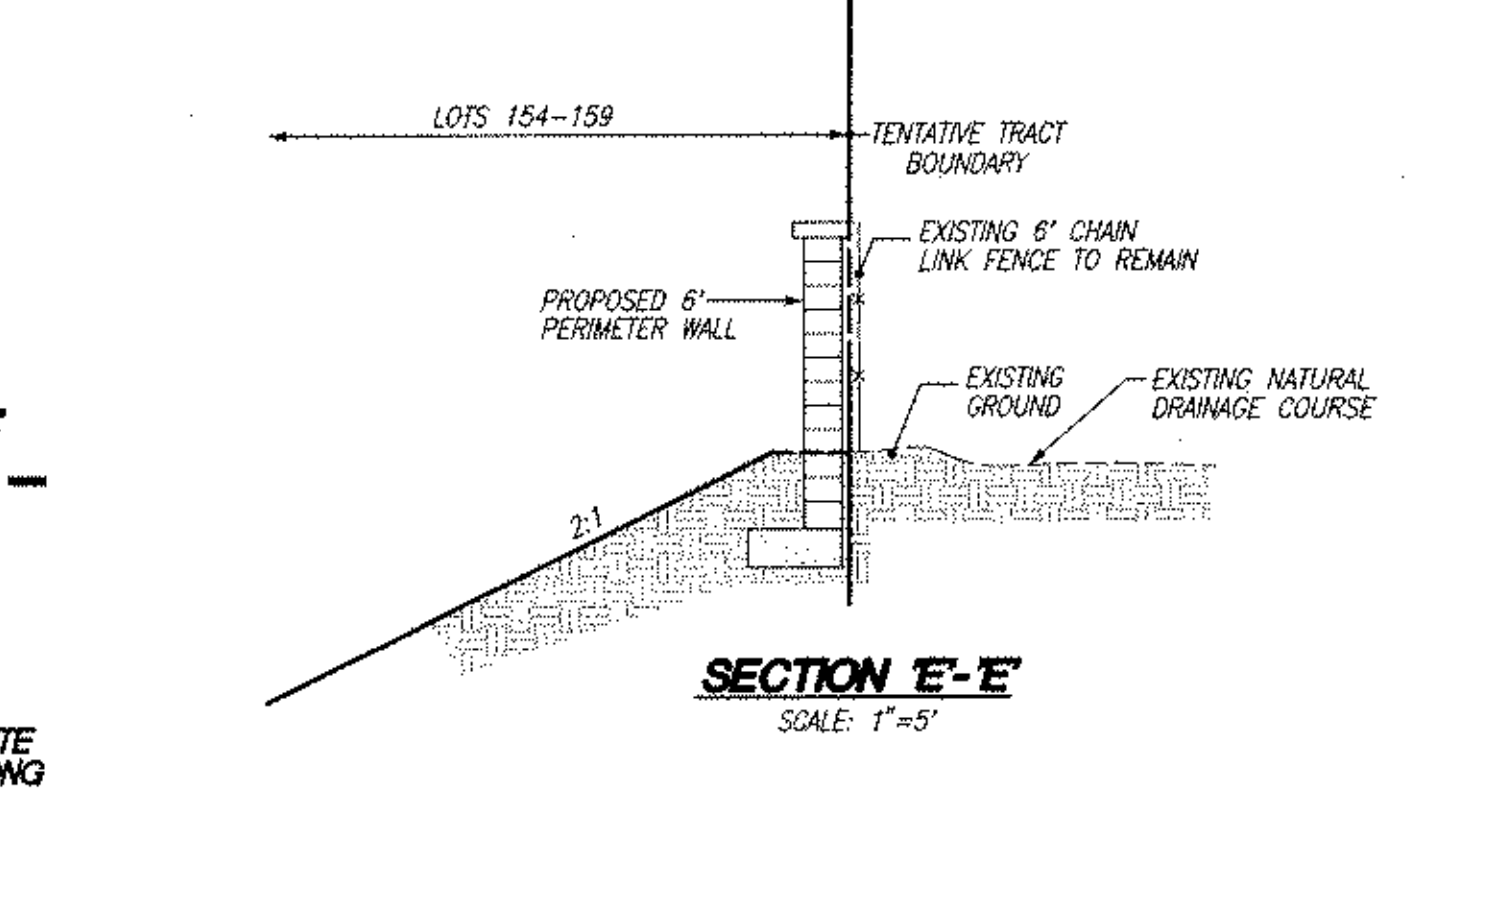 LOTS 154-159
TENTATIVE TRACT
BOUNDARY
EXISTING 6' CHAIN
LINK FENCE TO REMAIN
PROPOSED 6'
PERIMETER WALL
EXISTING
GROUND
EXISTING NATURAL
DRAINAGE COURSE
2:1
SECTION 'E'-'E'
SCALE: 1"=5'